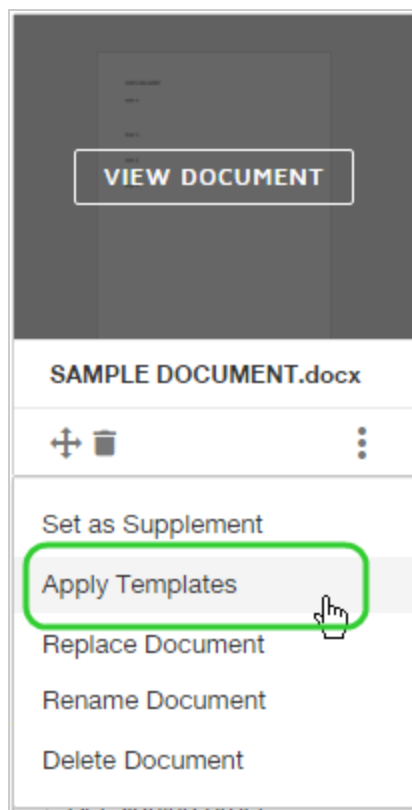 VIEW DOCUMENT
SAMPLE DOCUMENT.docx
Set as Supplement
Apply Templates
Replace Document
Rename Document
Delete Document